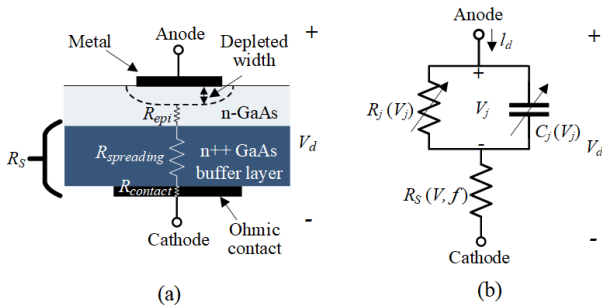 Anode
Metal
Depleted
width
+
R_epi
n-GaAs
R_S
R_spreading
n++ GaAs
buffer layer
V_d
R_contact
Ohmic
contact
-
Cathode
(a)
Anode
I_d
+
+
R_j (V_j)
V_j
C_j (V_j)
V_d
-
R_S (V, f)
Cathode
-
(b)